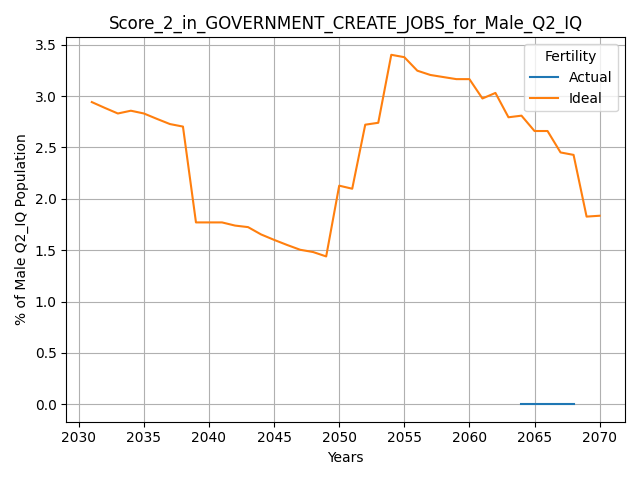 Score_2_in_GOVERNMENT_CREATE_JOBS_for_Male_Q2_IQ
Fertility
Actual
Ideal
% of Male Q2_IQ Population
3.5
3.0
2.5
2.0
1.5
1.0
0.5
0.0
2030 2035 2040 2045 2050 2055 2060 2065 2070
Years